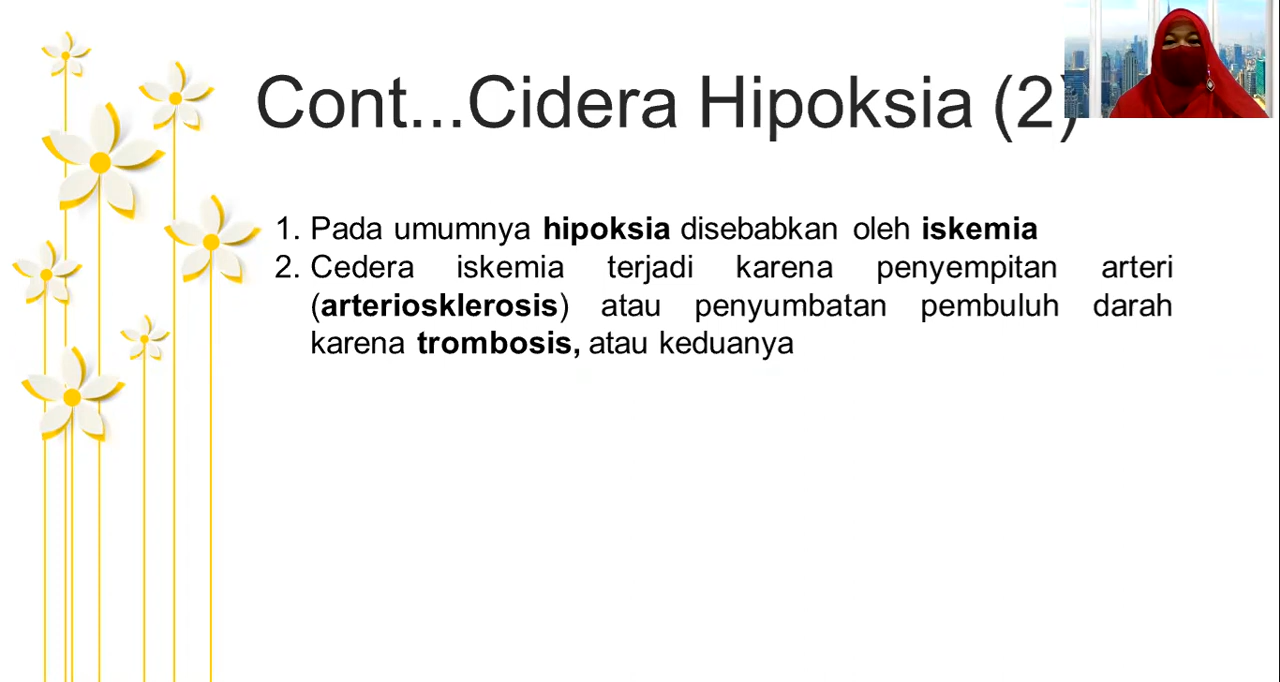 Cont...Cidera Hipoksia (2)
1. Pada umumnya hipoksia disebabkan oleh iskemia
2. Cedera iskemia terjadi karena penyempitan arteri
(arteriosklerosis) atau penyumbatan pembuluh darah
karena trombosis, atau keduanya